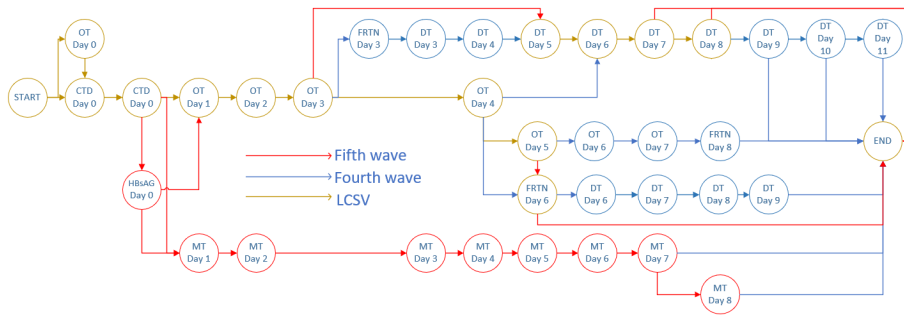 OT
Day 0
FRTN
Day 3
DT
Day 3
DT
Day 4
DT
Day 5
DT
Day 6
DT
Day 7
DT
Day 8
DT
Day 9
DT
Day
10
DT
Day
11
START
CTD
Day 0
CTD
Day 0
OT
Day 1
OT
Day 2
OT
Day 3
OT
Day 4
OT
Day 5
OT
Day 6
OT
Day 7
FRTN
Day 8
END
HBsAG
Day 0
FRTN
Day 6
DT
Day 6
DT
Day 7
DT
Day 8
DT
Day 9
Fifth wave
Fourth wave
LCSV
MT
Day 1
MT
Day 2
MT
Day 3
MT
Day 4
MT
Day 5
MT
Day 6
MT
Day 7
MT
Day 8